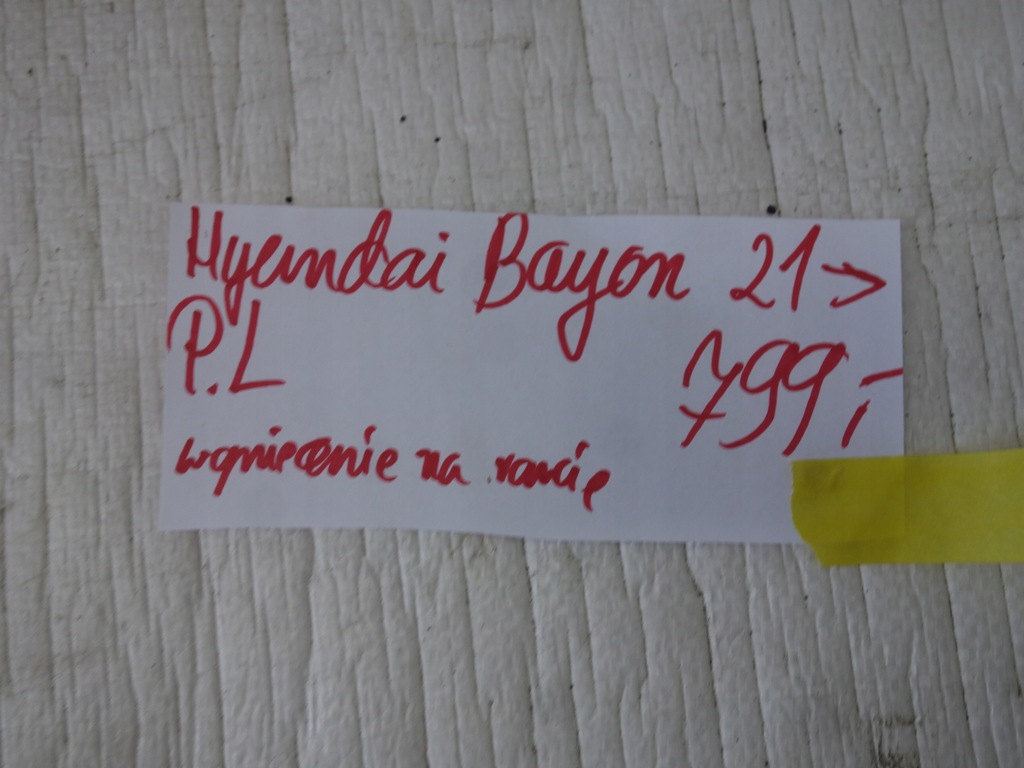 Hyundai Bayon 21>
P.L
799,-
wgniecenie na rancie